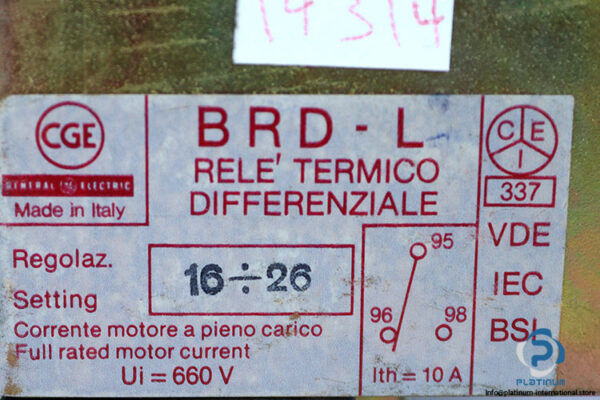 14314
CGE
GENERAL GE ELECTRIC
Made in Italy
BRD - L
RELE' TERMICO
DIFFERENZIALE
CEI
337
VDE
IEC
BSI
Regolaz.
Setting
16÷26
Corrente motore a pieno carico
Full rated motor current
Ui = 660 V
95
96
98
Ith = 10 A
PLATINUM
info@platinum-international.store